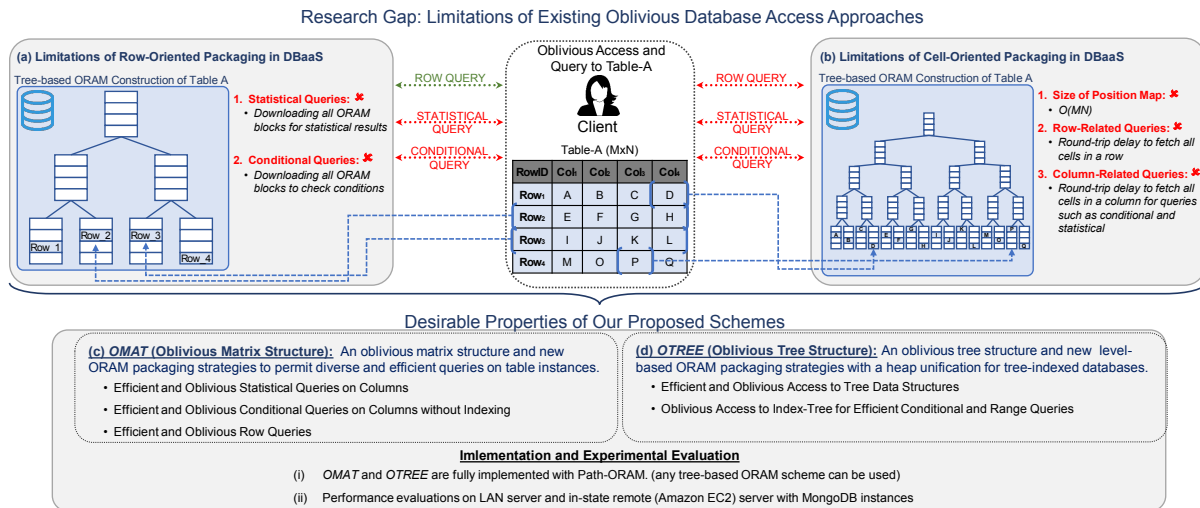 Research Gap: Limitations of Existing Oblivious Database Access Approaches
(a) Limitations of Row-Oriented Packaging in DBaaS
Tree-based ORAM Construction of Table A
1. Statistical Queries: ✘
• Downloading all ORAM
blocks for statistical results
2. Conditional Queries: ✘
• Downloading all ORAM
blocks to check conditions
Row_1
Row_2
Row_3
Row_4
ROW QUERY
STATISTICAL
QUERY
CONDITIONAL
QUERY
Oblivious Access and
Query to Table-A
Client
Table-A (MxN)
RowID Col₁ Col₂ Col₃ Col₄
Row₁ A B C D
Row₂ E F G H
Row₃ I J K L
Row₄ M O P Q
ROW QUERY
STATISTICAL
QUERY
CONDITIONAL
QUERY
(b) Limitations of Cell-Oriented Packaging in DBaaS
Tree-based ORAM Construction of Table A
A B C D E F G H I J K L M O P Q
1. Size of Position Map: ✘
• O(MN)
2. Row-Related Queries: ✘
• Round-trip delay to fetch all
cells in a row
3. Column-Related Queries: ✘
• Round-trip delay to fetch all
cells in a column for queries
such as conditional and
statistical
Desirable Properties of Our Proposed Schemes
(c) OMAT (Oblivious Matrix Structure): An oblivious matrix structure and new
ORAM packaging strategies to permit diverse and efficient queries on table instances.
• Efficient and Oblivious Statistical Queries on Columns
• Efficient and Oblivious Conditional Queries on Columns without Indexing
• Efficient and Oblivious Row Queries
(d) OTREE (Oblivious Tree Structure): An oblivious tree structure and new level-
based ORAM packaging strategies with a heap unification for tree-indexed databases.
• Efficient and Oblivious Access to Tree Data Structures
• Oblivious Access to Index-Tree for Efficient Conditional and Range Queries
Imlementation and Experimental Evaluation
(i) OMAT and OTREE are fully implemented with Path-ORAM. (any tree-based ORAM scheme can be used)
(ii) Performance evaluations on LAN server and in-state remote (Amazon EC2) server with MongoDB instances